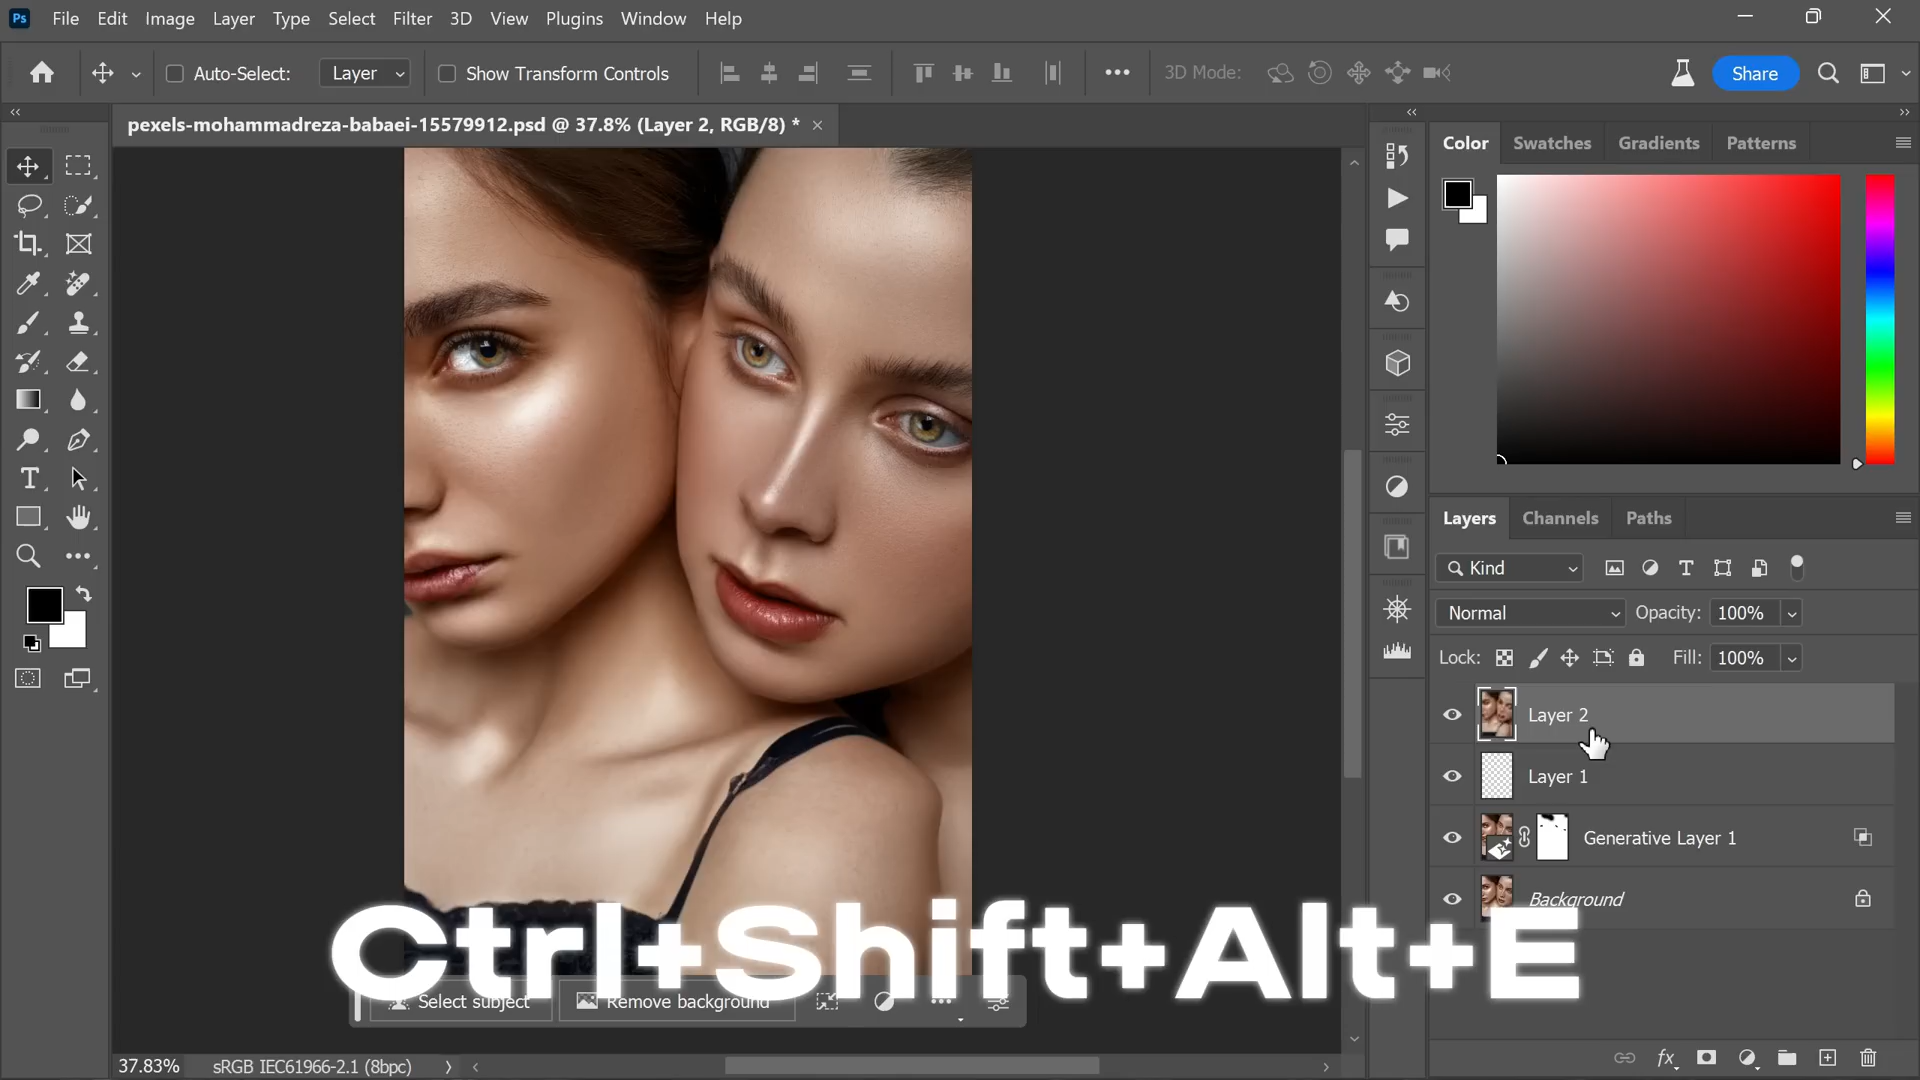 Ps File Edit Image Layer Type Select Filter 3D View Plugins Window Help
Auto-Select: Layer Show Transform Controls 3D Mode: Share
pexels-mohammadreza-babaei-15579912.psd @ 37.8% (Layer 2, RGB/8) *
Color Swatches Gradients Patterns
Layers Channels Paths
Kind
Normal Opacity: 100%
Lock: Fill: 100%
Layer 2
Layer 1
Generative Layer 1
Background
Ctrl+Shift+Alt+E
Select subject Remove background
37.83% sRGB IEC61966-2.1 (8bpc)
fx